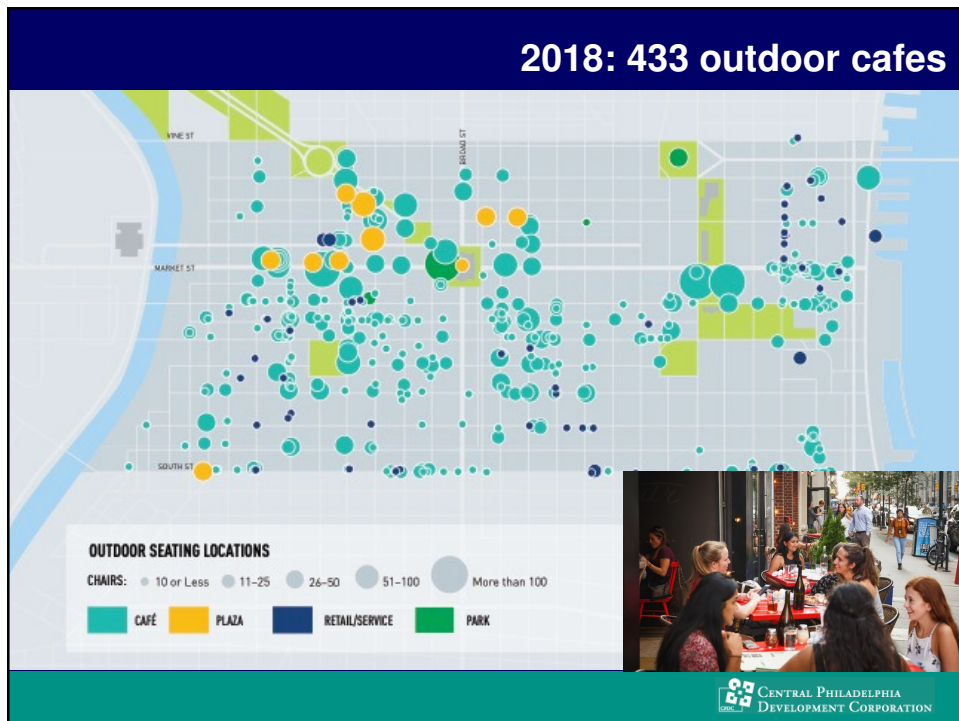 2018: 433 outdoor cafes
VINE ST
BROAD ST
MARKET ST
SOUTH ST
OUTDOOR SEATING LOCATIONS
CHAIRS: 10 or Less 11–25 26–50 51–100 More than 100
CAFÉ PLAZA RETAIL/SERVICE PARK
CENTRAL PHILADELPHIA
DEVELOPMENT CORPORATION